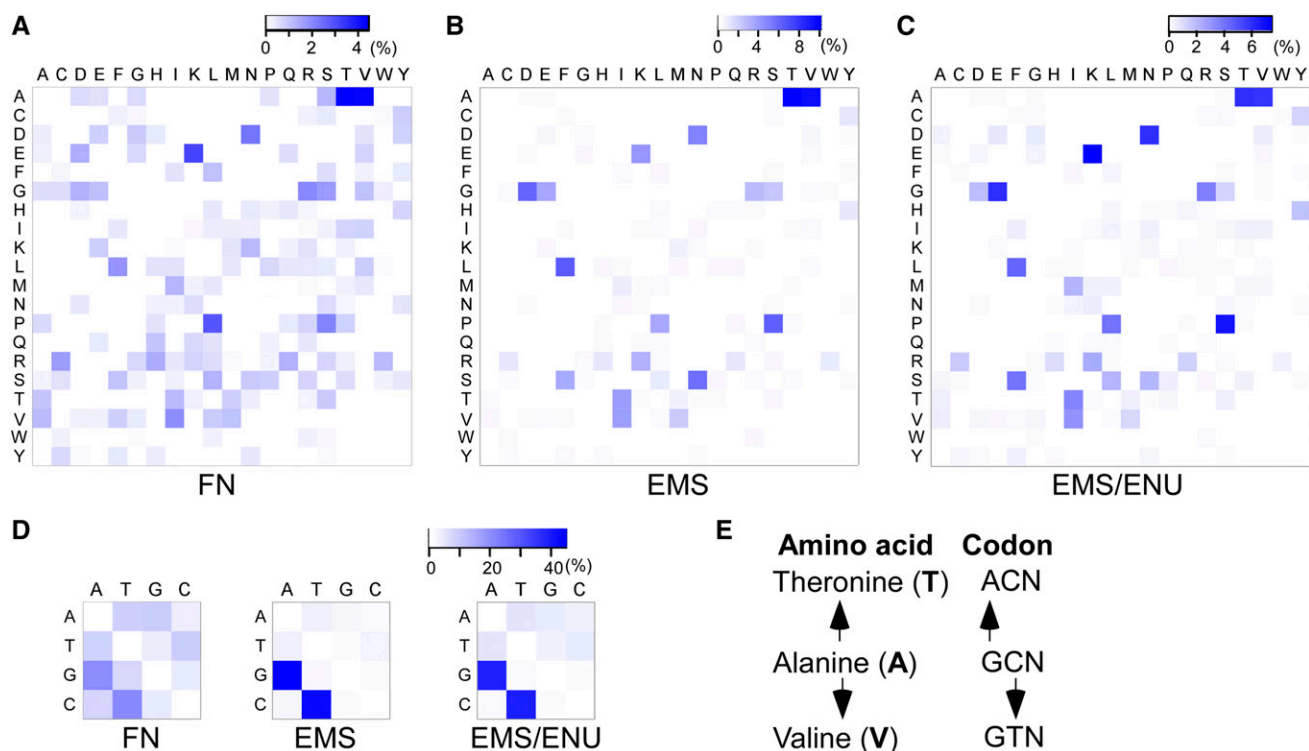 A
0 2 4 (%)
A C D E F G H I K L M N P Q R S T V W Y
A
C
D
E
F
G
H
I
K
L
M
N
P
Q
R
S
T
V
W
Y
FN
B
0 4 8 (%)
A C D E F G H I K L M N P Q R S T V W Y
A
C
D
E
F
G
H
I
K
L
M
N
P
Q
R
S
T
V
W
Y
EMS
C
0 2 4 6 (%)
A C D E F G H I K L M N P Q R S T V W Y
A
C
D
E
F
G
H
I
K
L
M
N
P
Q
R
S
T
V
W
Y
EMS/ENU
D
0 20 40 (%)
A T G C
A
T
G
C
FN
A T G C
A
T
G
C
EMS
A T G C
A
T
G
C
EMS/ENU
E
Amino acid Codon
Theronine (T) ACN
Alanine (A) GCN
Valine (V) GTN